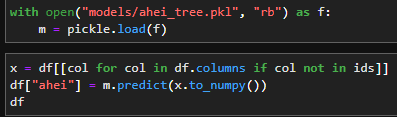 with open("models/ahei_tree.pkl", "rb") as f:
    m = pickle.load(f)
x = df[[col for col in df.columns if col not in ids]]
df["ahei"] = m.predict(x.to_numpy())
df